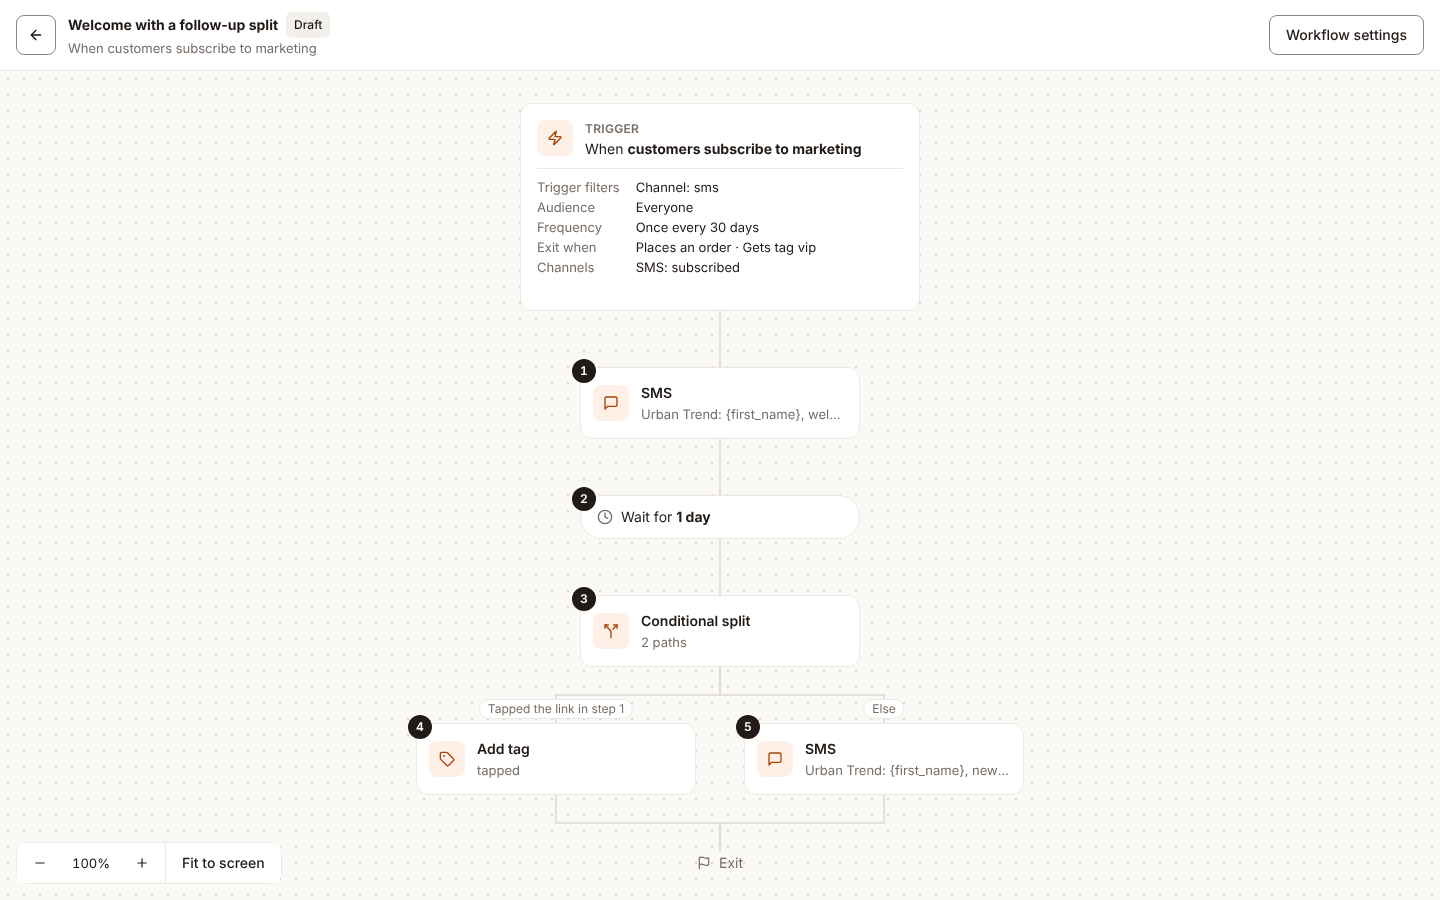 Welcome with a follow-up split Draft
When customers subscribe to marketing
Workflow settings
TRIGGER
When customers subscribe to marketing
Trigger filters Channel: sms
Audience Everyone
Frequency Once every 30 days
Exit when Places an order · Gets tag vip
Channels SMS: subscribed
1
SMS
Urban Trend: {first_name}, wel...
2
Wait for 1 day
3
Conditional split
2 paths
Tapped the link in step 1
Else
4
Add tag
tapped
5
SMS
Urban Trend: {first_name}, new...
Exit
100% Fit to screen